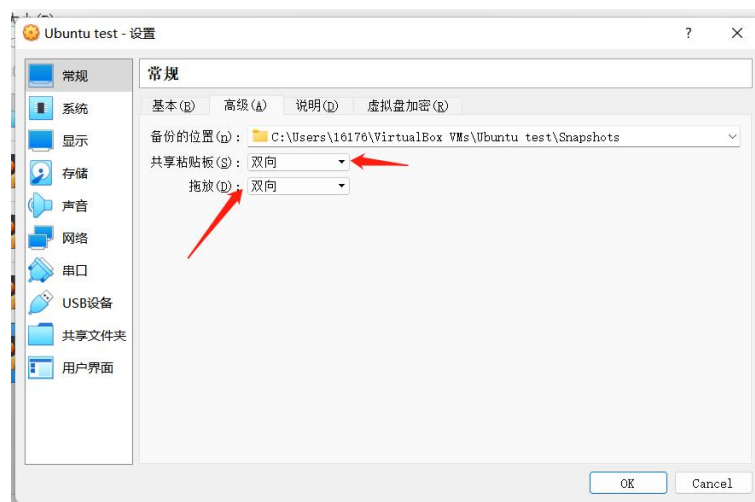 Ubuntu test - 设置
?
常规
系统
显示
存储
声音
网络
串口
USB设备
共享文件夹
用户界面
常规
基本(B) 高级(A) 说明(D) 虚拟盘加密(R)
备份的位置(n): C:\Users\16176\VirtualBox VMs\Ubuntu test\Snapshots
共享粘贴板(S): 双向
拖放(D): 双向
OK Cancel